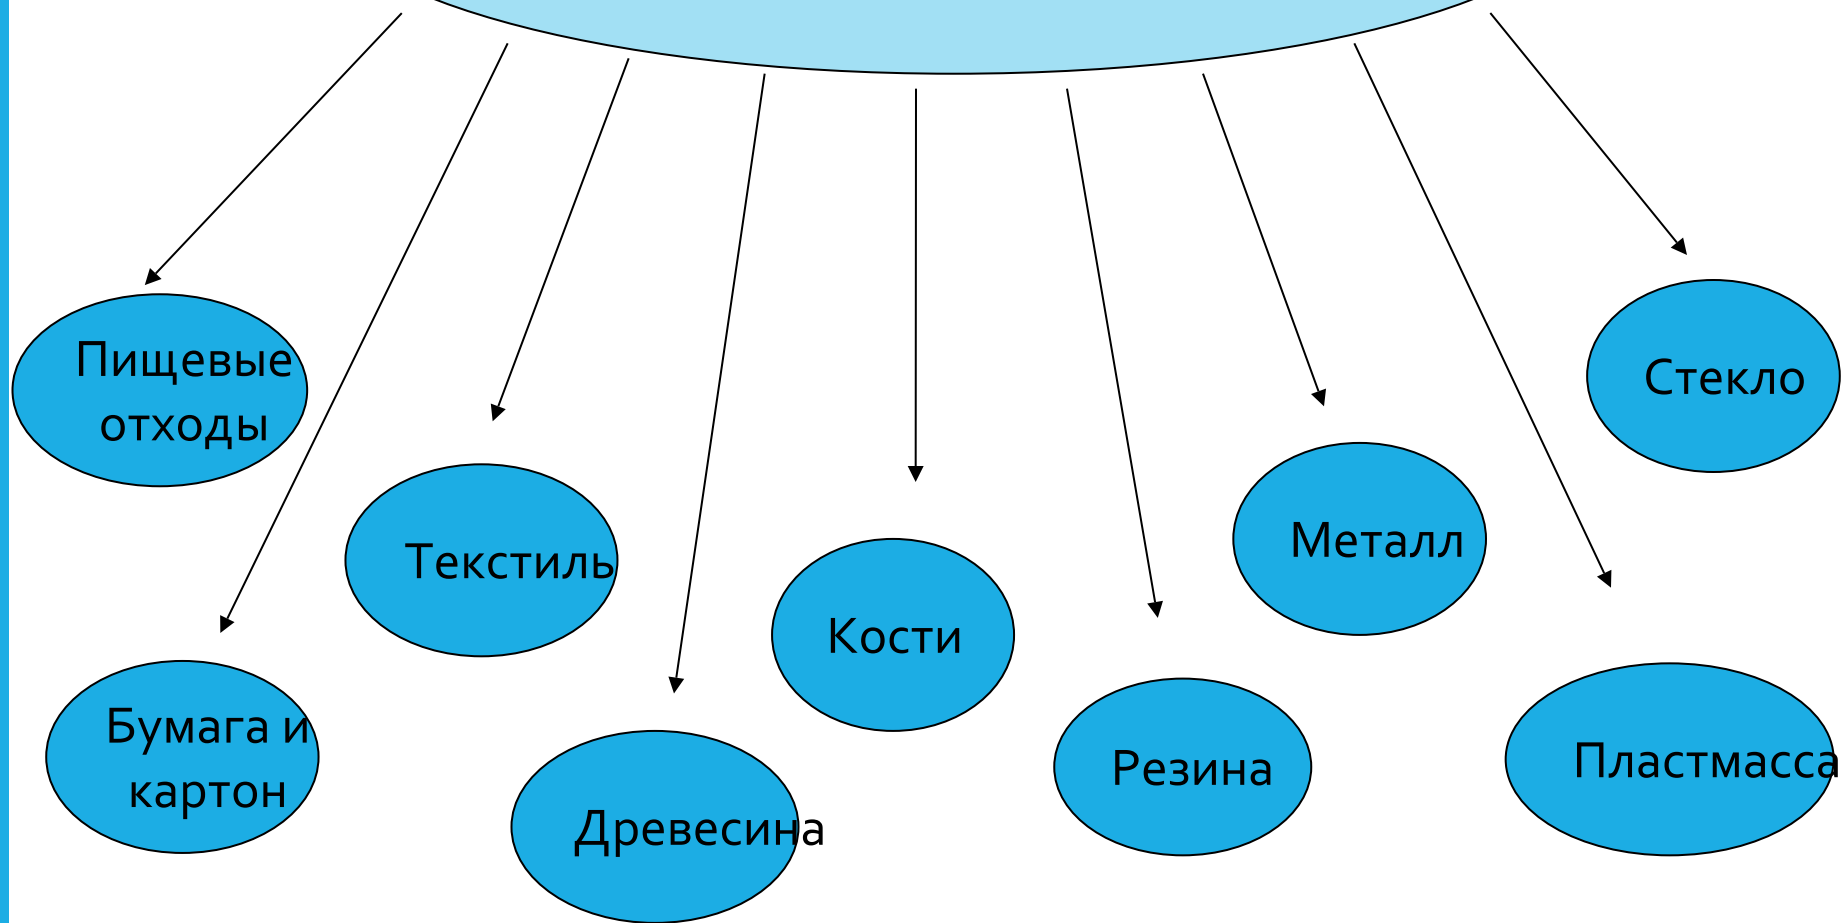 Пищевые
отходы
Стекло
Текстиль
Металл
Кости
Бумага и
картон
Резина
Пластмасса
Древесина